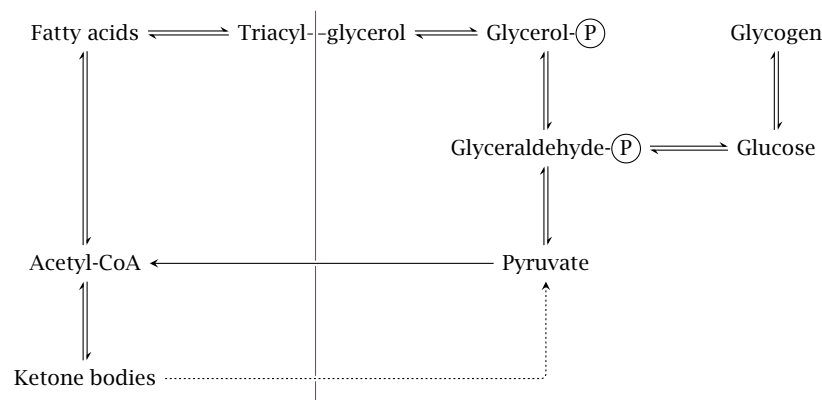 Fatty acids
Triacyl-
-glycerol
Glycerol-P
Glycogen
Glyceraldehyde-P
Glucose
Acetyl-CoA
Pyruvate
Ketone bodies